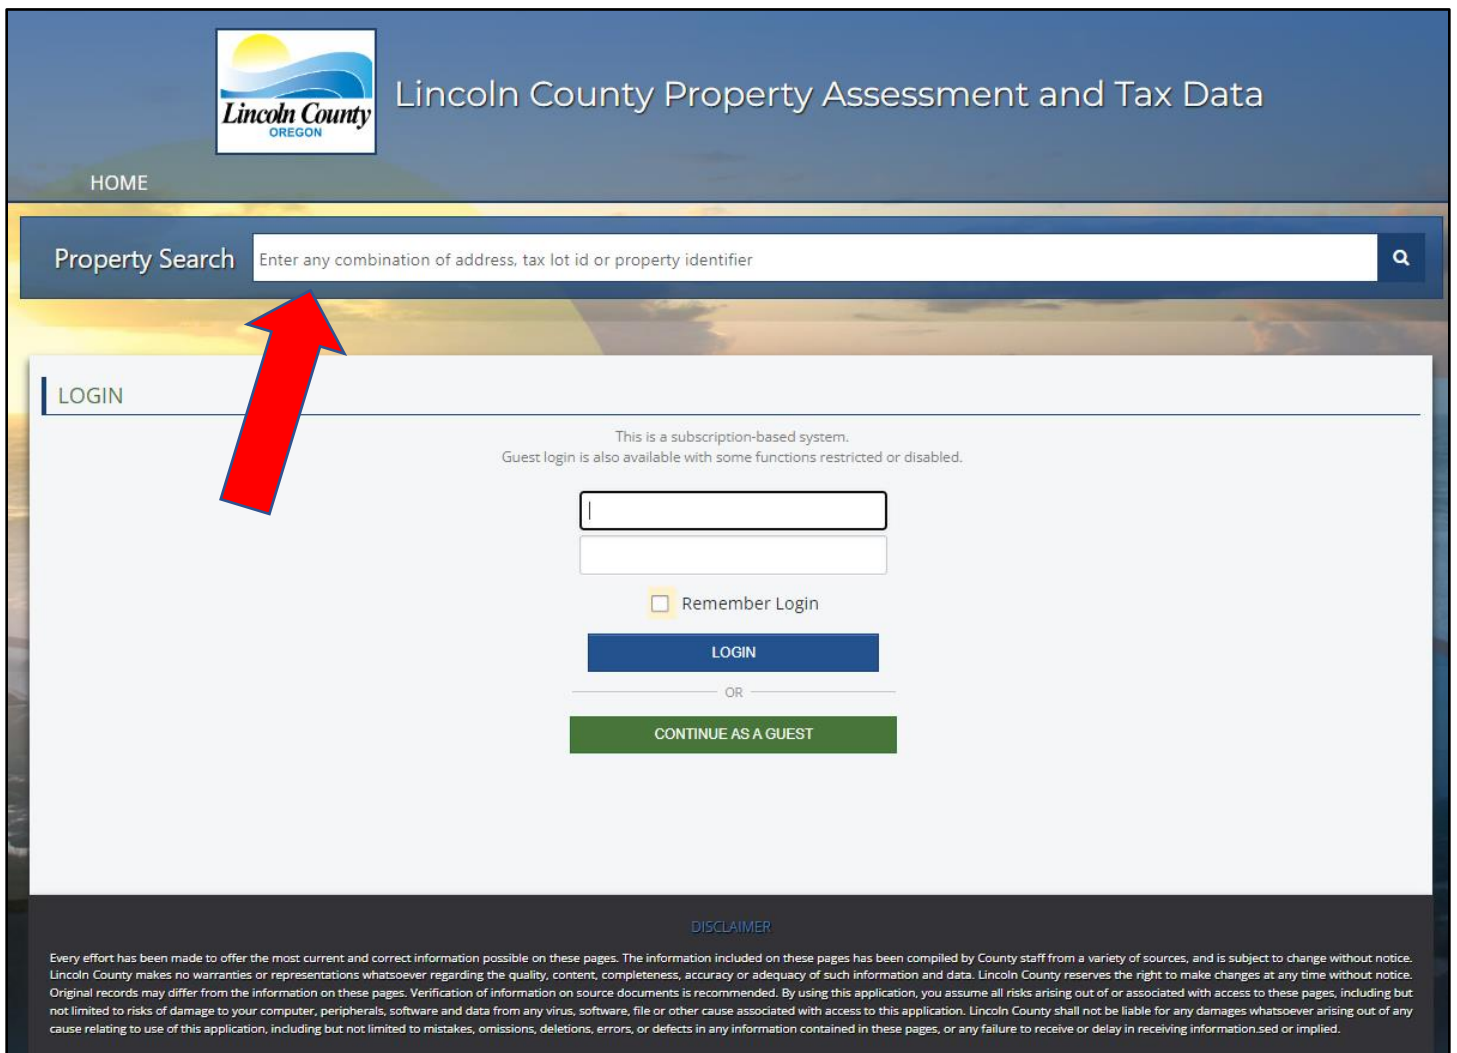 Lincoln County
OREGON
Lincoln County Property Assessment and Tax Data
HOME
Property Search
Enter any combination of address, tax lot id or property identifier
LOGIN
This is a subscription-based system.
Guest login is also available with some functions restricted or disabled.
Remember Login
LOGIN
OR
CONTINUE AS A GUEST
DISCLAIMER
Every effort has been made to offer the most current and correct information possible on these pages. The information included on these pages has been compiled by County staff from a variety of sources, and is subject to change without notice.
Lincoln County makes no warranties or representations whatsoever regarding the quality, content, completeness, accuracy or adequacy of such information and data. Lincoln County reserves the right to make changes at any time without notice.
Original records may differ from the information on these pages. Verification of information on source documents is recommended. By using this application, you assume all risks arising out of or associated with access to these pages, including but
not limited to risks of damage to your computer, peripherals, software and data from any virus, software, file or other cause associated with access to this application. Lincoln County shall not be liable for any damages whatsoever arising out of any
cause relating to use of this application, including but not limited to mistakes, omissions, deletions, errors, or defects in any information contained in these pages, or any failure to receive or delay in receiving information.sed or implied.